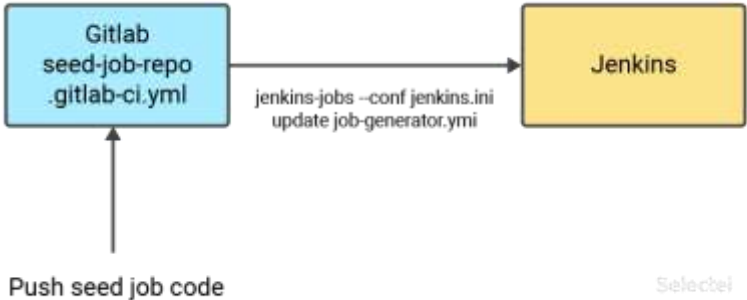 Gitlab
seed-job-repo
.gitlab-ci.yml
Jenkins
jenkins-jobs --conf jenkins.ini
update job-generator.yml
Push seed job code
Selectel